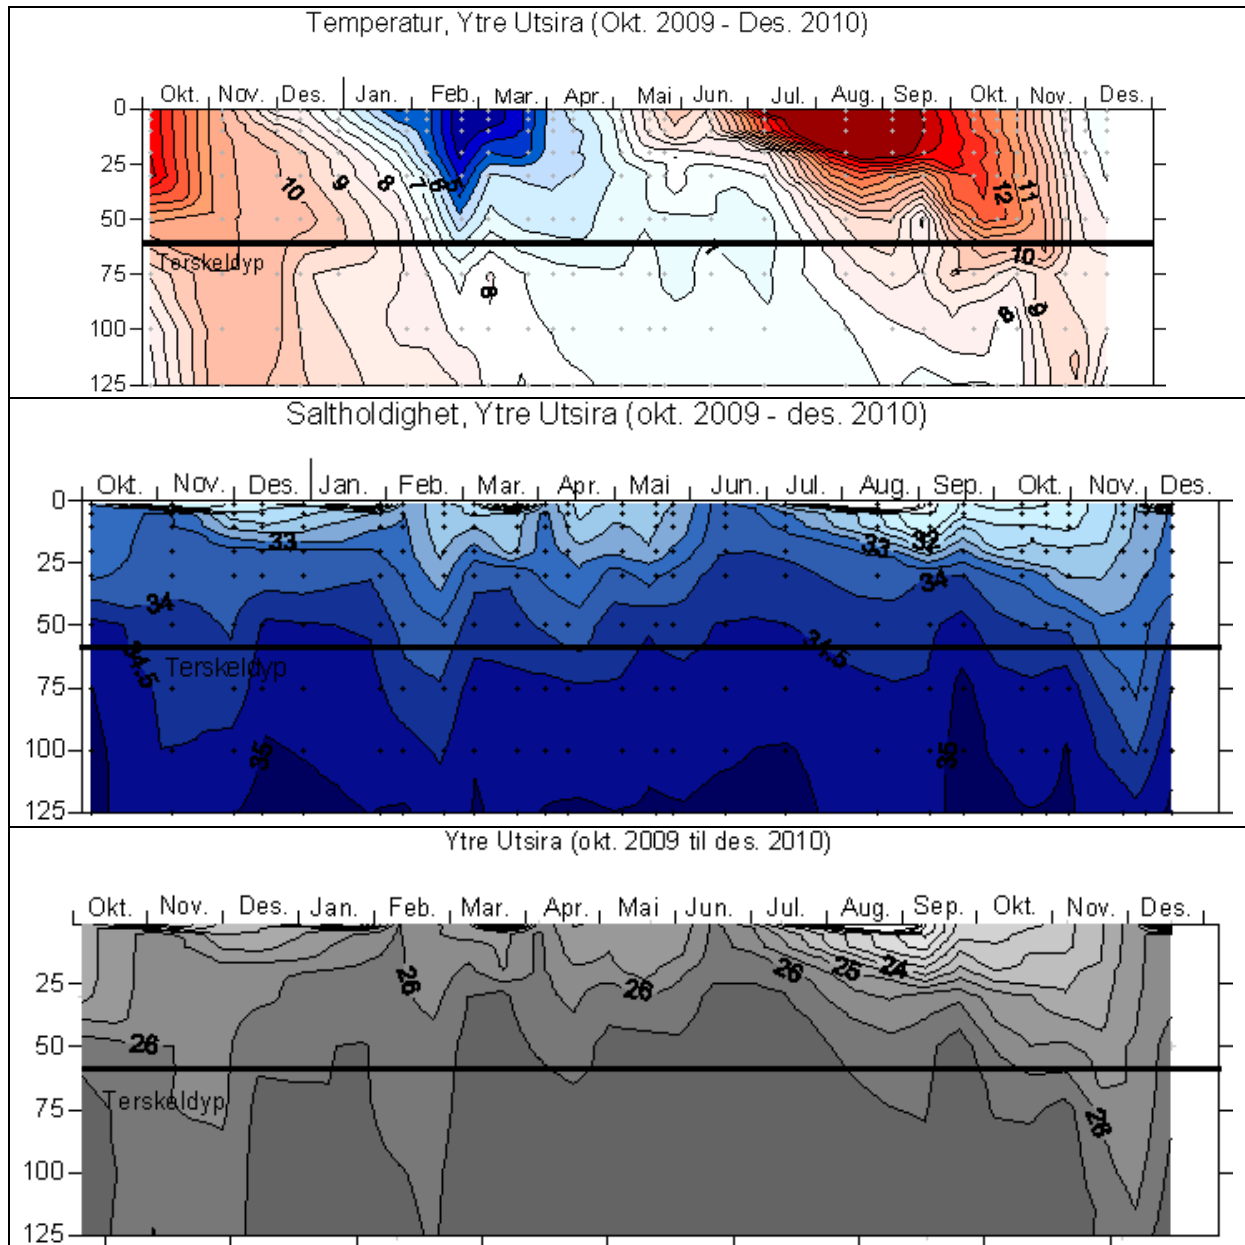 Temperatur, Ytre Utsira (Okt. 2009 - Des. 2010)
Okt. Nov. Des. Jan. Feb. Mar. Apr. Mai Jun. Jul. Aug. Sep. Okt. Nov. Des.
0
25
10 9 8 7 6 5 12 11
50
Terskeldyp 7 10
75
8 8 9
100
125
Saltholdighet, Ytre Utsira (okt. 2009 - des. 2010)
Okt. Nov. Des. Jan. Feb. Mar. Apr. Mai Jun. Jul. Aug. Sep. Okt. Nov. Des.
0
33 33 32
25
34 34
50
34.5 Terskeldyp 34.5
75
100
35 35
125
Ytre Utsira (okt. 2009 til des. 2010)
Okt. Nov. Des. Jan. Feb. Mar. Apr. Mai Jun. Jul. Aug. Sep. Okt. Nov. Des.
26 26 26 25 24
25
26
50
Terskeldyp
75
26
100
125